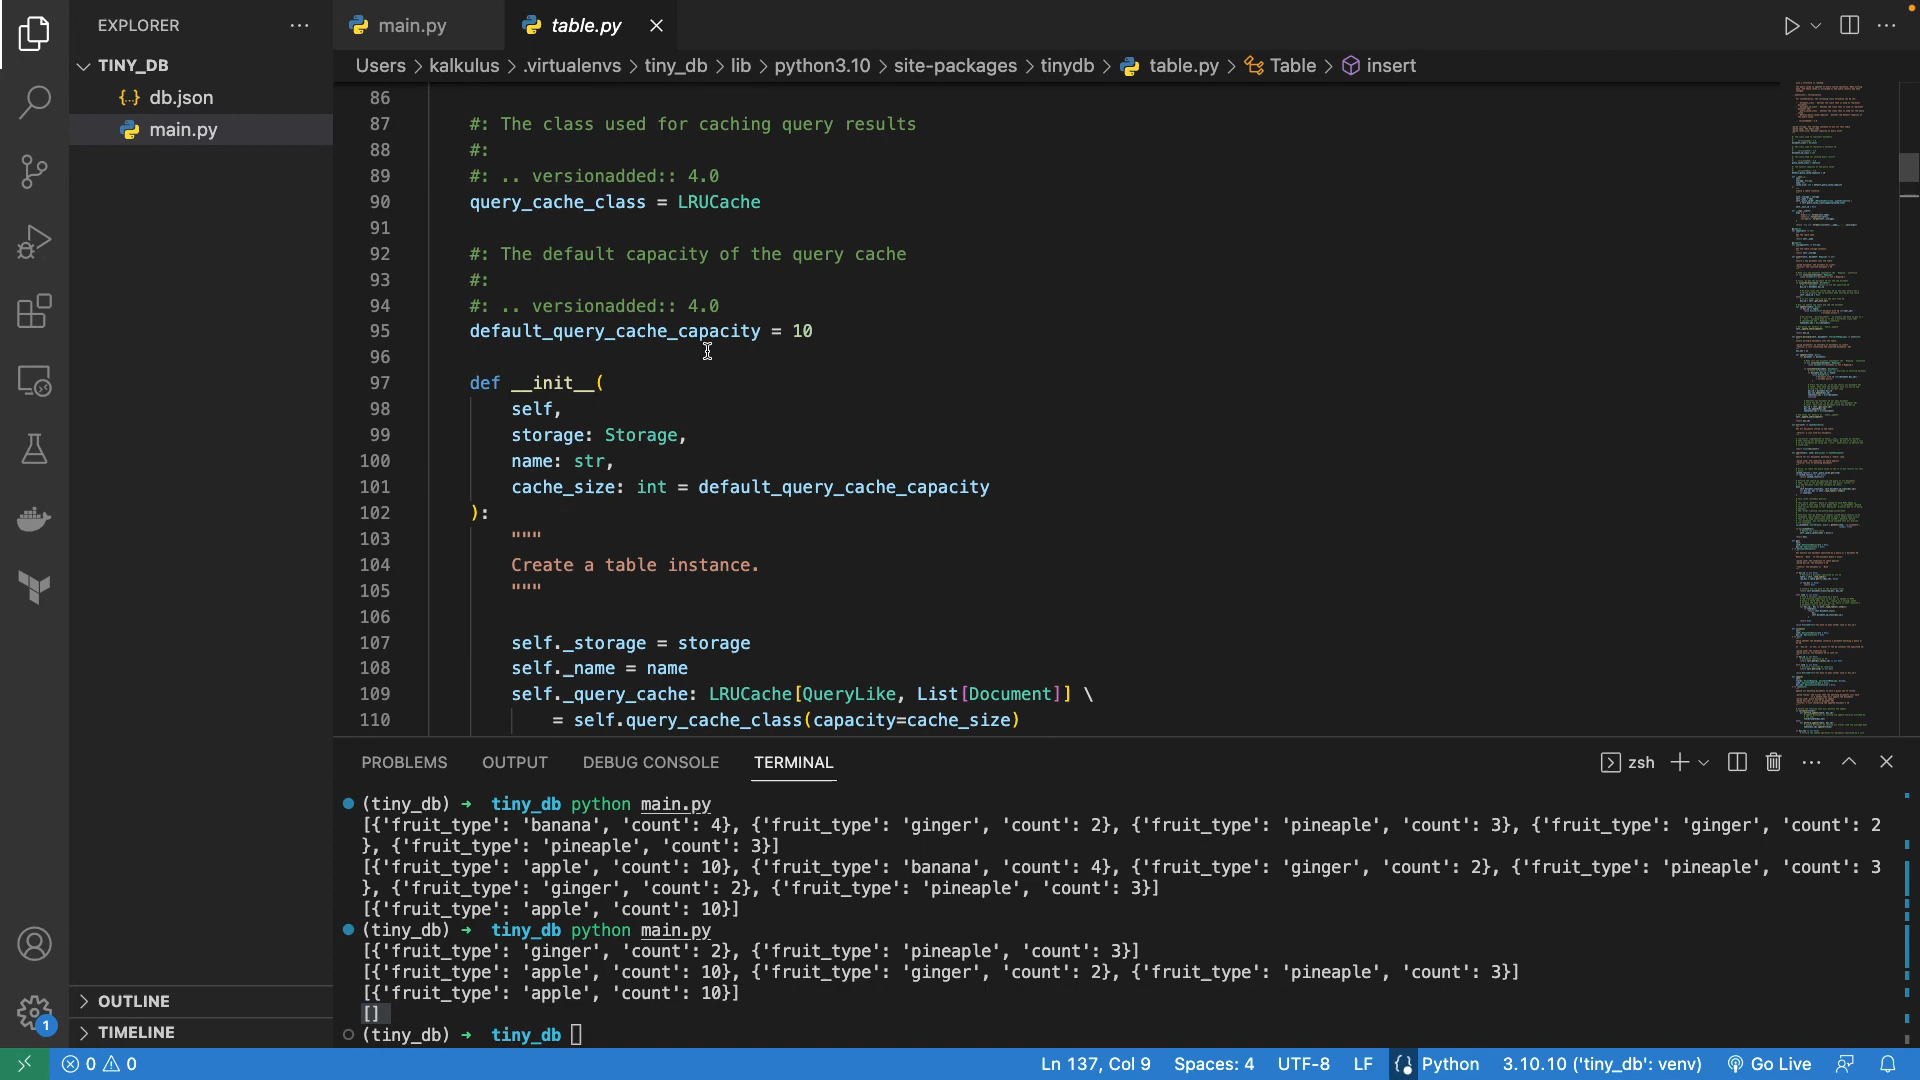 EXPLORER
TINY_DB
{..} db.json
main.py
OUTLINE
TIMELINE
1
main.py
table.py
Users > kalkulus > .virtualenvs > tiny_db > lib > python3.10 > site-packages > tinydb > table.py > Table > insert
86
87 #: The class used for caching query results
88 #:
89 #: .. versionadded:: 4.0
90 query_cache_class = LRUCache
91
92 #: The default capacity of the query cache
93 #:
94 #: .. versionadded:: 4.0
95 default_query_cache_capacity = 10
96
97 def __init__(
98 self,
99 storage: Storage,
100 name: str,
101 cache_size: int = default_query_cache_capacity
102 ):
103 """
104 Create a table instance.
105 """
106
107 self._storage = storage
108 self._name = name
109 self._query_cache: LRUCache[QueryLike, List[Document]] \
110 = self.query_cache_class(capacity=cache_size)
PROBLEMS OUTPUT DEBUG CONSOLE TERMINAL
zsh
(tiny_db) → tiny_db python main.py
[{'fruit_type': 'banana', 'count': 4}, {'fruit_type': 'ginger', 'count': 2}, {'fruit_type': 'pineaple', 'count': 3}, {'fruit_type': 'ginger', 'count': 2
}, {'fruit_type': 'pineaple', 'count': 3}]
[{'fruit_type': 'apple', 'count': 10}, {'fruit_type': 'banana', 'count': 4}, {'fruit_type': 'ginger', 'count': 2}, {'fruit_type': 'pineaple', 'count': 3
}, {'fruit_type': 'ginger', 'count': 2}, {'fruit_type': 'pineaple', 'count': 3}]
[{'fruit_type': 'apple', 'count': 10}]
(tiny_db) → tiny_db python main.py
[{'fruit_type': 'ginger', 'count': 2}, {'fruit_type': 'pineaple', 'count': 3}]
[{'fruit_type': 'apple', 'count': 10}, {'fruit_type': 'ginger', 'count': 2}, {'fruit_type': 'pineaple', 'count': 3}]
[{'fruit_type': 'apple', 'count': 10}]
[]
(tiny_db) → tiny_db
0 0 Ln 137, Col 9 Spaces: 4 UTF-8 LF Python 3.10.10 ('tiny_db': venv) Go Live